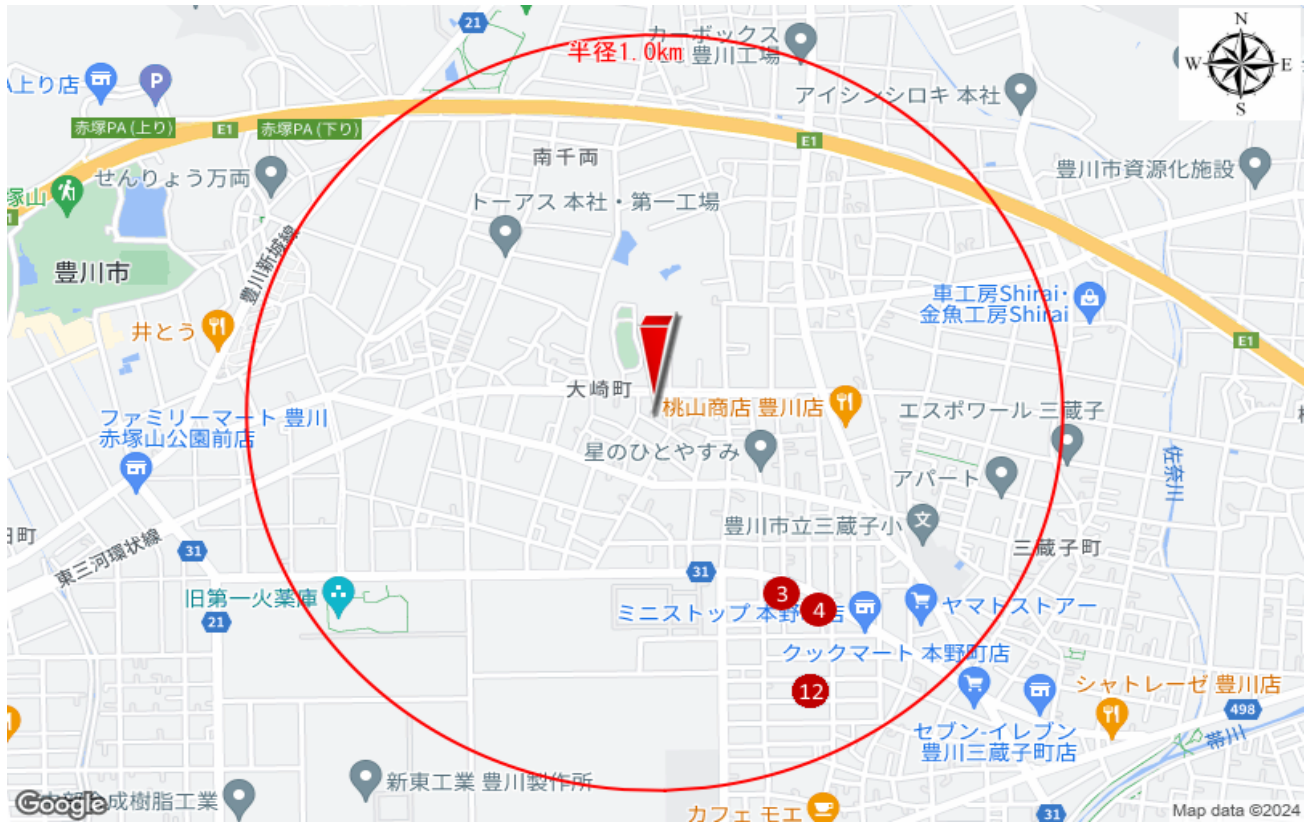 21
カーボックス
豊川工場
半径1.0km
N
W
E
S
A上り店
P
アイシンシロキ 本社
赤塚PA (上り)
E1
赤塚PA (下り)
E1
南千両
豊川市資源化施設
せんりょう万両
塚山
トーアス 本社・第一工場
豊川市
豊川新城線
車工房Shirai・
金魚工房Shirai
井とう
E1
大崎町
桃山商店 豊川店
エスポワール 三蔵子
ファミリーマート 豊川
赤塚山公園前店
星のひとやすみ
アパート
佐奈川
豊川市立三蔵子小
文
三蔵子町
東三河環状線
31
31
旧第一火薬庫
21
3
4
ミニストップ 本野
店
ヤマトストアー
クックマート 本野町店
12
シャトレーゼ 豊川店
498
セブン-イレブン
豊川三蔵子町店
帯川
新東工業 豊川製作所
成樹脂工業
Google
カフェ モエ
31
Map data ©2024